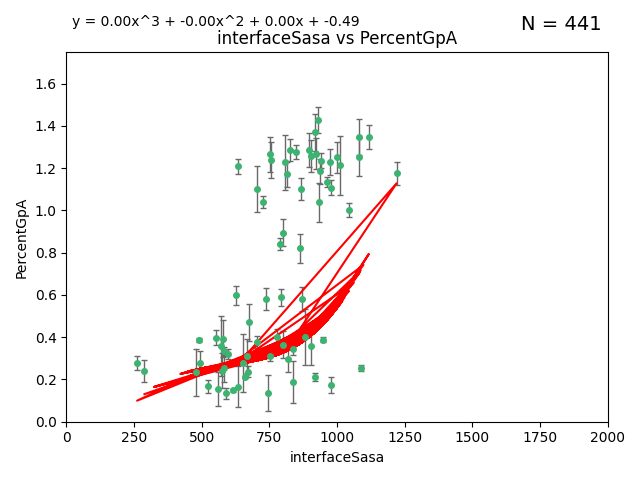 y = 0.00x^3 + -0.00x^2 + 0.00x + -0.49
N = 441
interfaceSasa vs PercentGpA
PercentGpA
1.6
1.4
1.2
1.0
0.8
0.6
0.4
0.2
0.0
0 250 500 750 1000 1250 1500 1750 2000
interfaceSasa